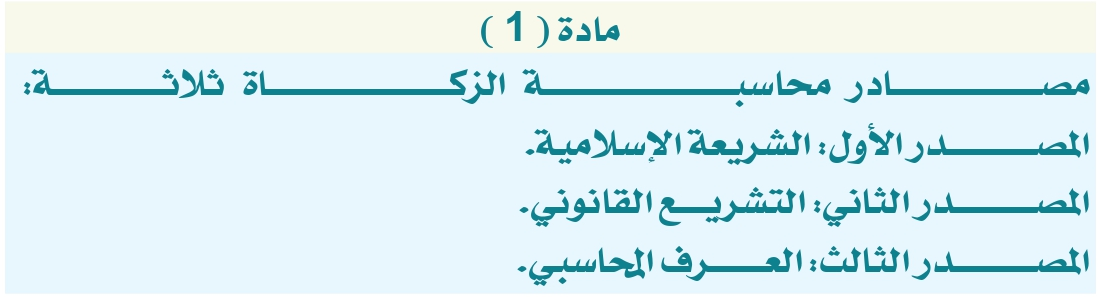 مادة ( 1 )
مصادر محاسبة الزكاة ثلاثة:
المصدر الأول: الشريعة الإسلامية.
المصدر الثاني: التشريع القانوني.
المصدر الثالث: العرف المحاسبي.